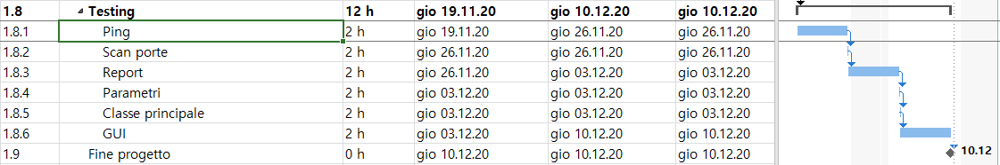 1.8 Testing 12 h gio 19.11.20 gio 10.12.20 gio 10.12.20
1.8.1 Ping 2 h gio 19.11.20 gio 26.11.20 gio 26.11.20
1.8.2 Scan porte 2 h gio 26.11.20 gio 26.11.20 gio 26.11.20
1.8.3 Report 2 h gio 26.11.20 gio 03.12.20 gio 03.12.20
1.8.4 Parametri 2 h gio 03.12.20 gio 03.12.20 gio 03.12.20
1.8.5 Classe principale 2 h gio 03.12.20 gio 03.12.20 gio 03.12.20
1.8.6 GUI 2 h gio 03.12.20 gio 10.12.20 gio 10.12.20
1.9 Fine progetto 0 h gio 10.12.20 gio 10.12.20 gio 10.12.20 10.12